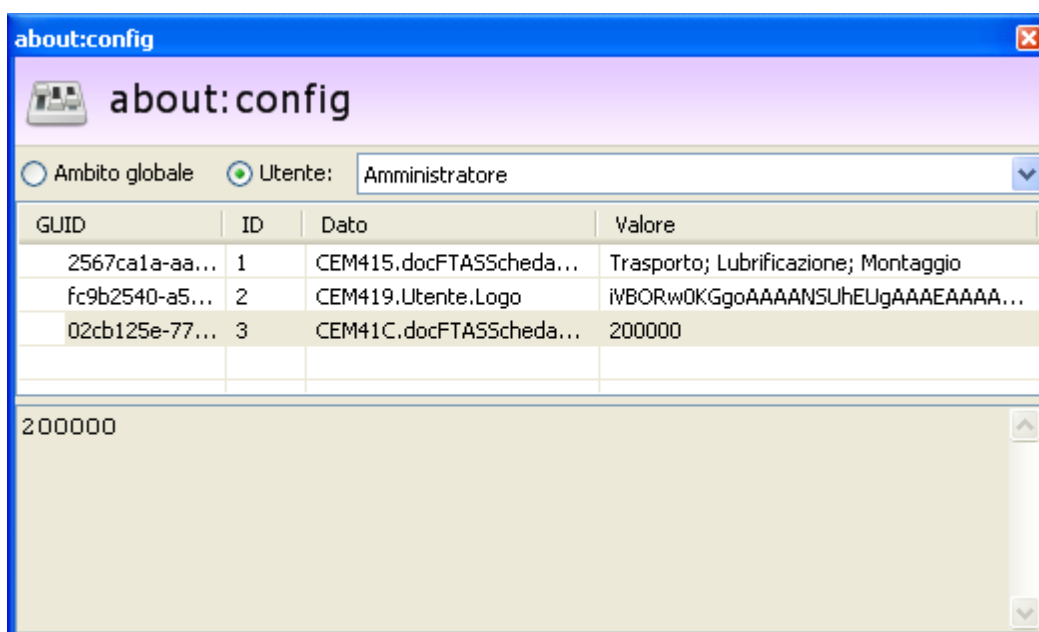 about:config
about:config
Ambito globale Utente: Amministratore
GUID ID Dato Valore
2567ca1a-aa... 1 CEM415.docFTASScheda... Trasporto; Lubrificazione; Montaggio
fc9b2540-a5... 2 CEM419.Utente.Logo iVBORw0KGgoAAAANSUhEUgAAAEAAAA...
02cb125e-77... 3 CEM41C.docFTASScheda... 200000
200000